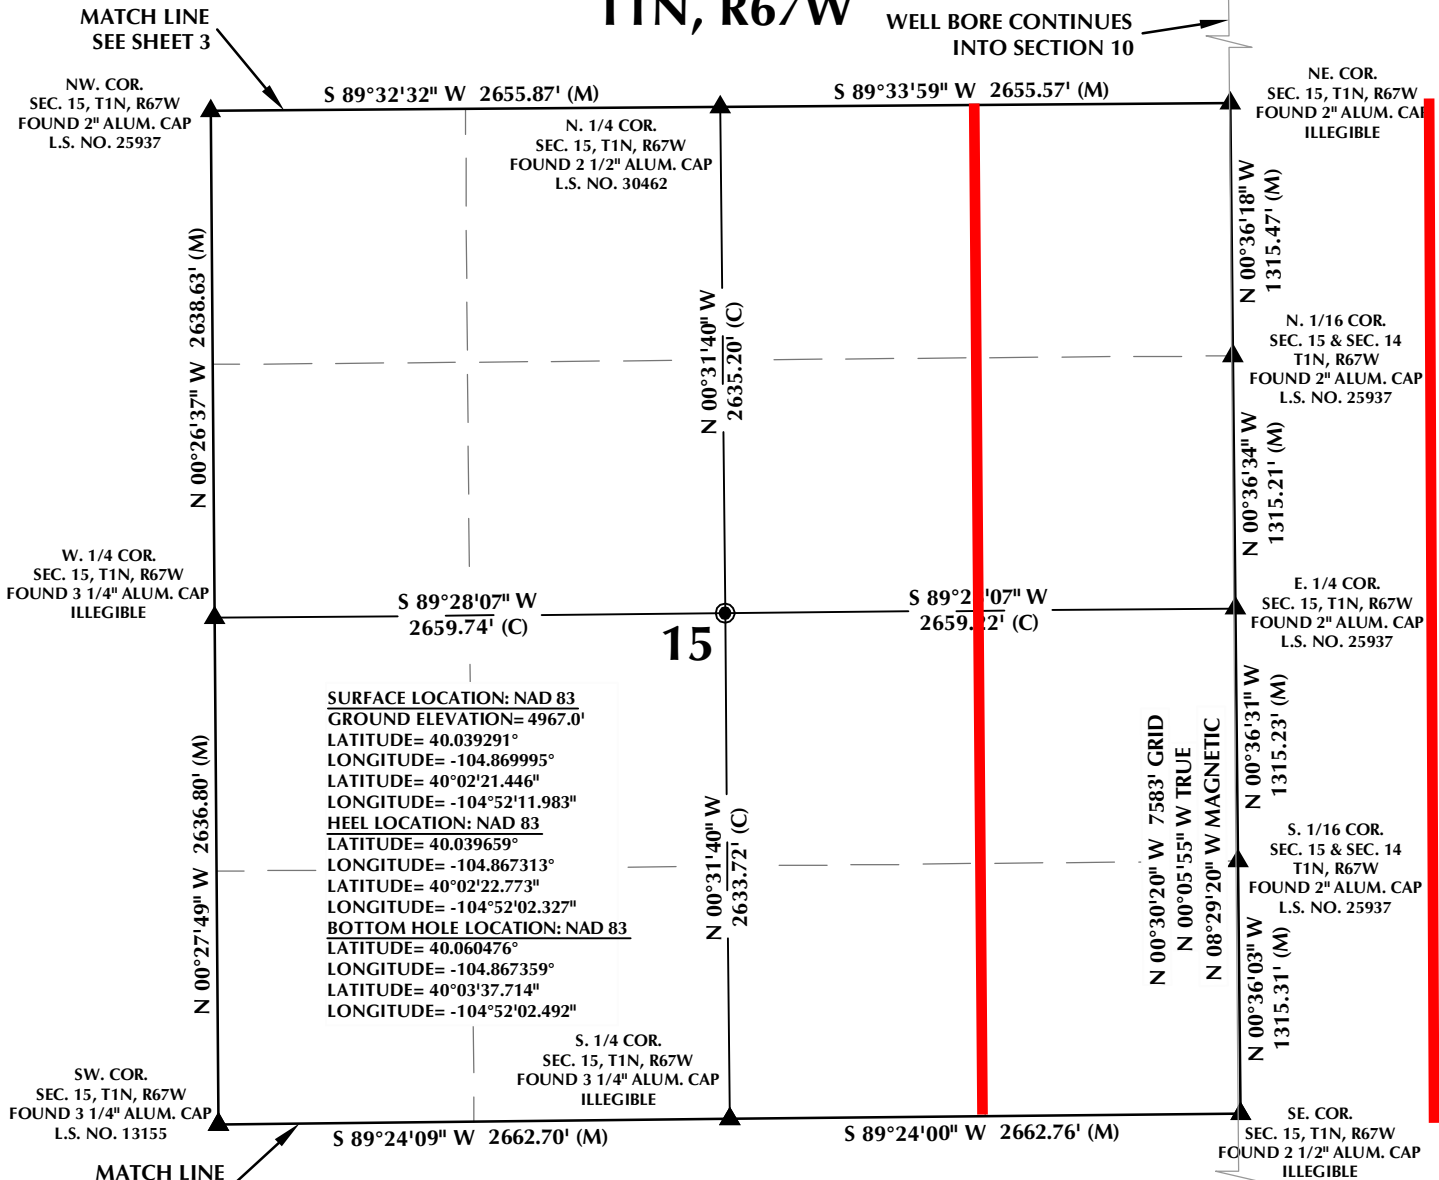 T1N, R67W
MATCH LINE
SEE SHEET 3
WELL BORE CONTINUES
INTO SECTION 10
NW. COR.
SEC. 15, T1N, R67W
FOUND 2" ALUM. CAP
L.S. NO. 25937
S 89°32'32" W 2655.87' (M)
N. 1/4 COR.
SEC. 15, T1N, R67W
FOUND 2 1/2" ALUM. CAP
L.S. NO. 30462
S 89°33'59" W 2655.57' (M)
NE. COR.
SEC. 15, T1N, R67W
FOUND 2" ALUM. CAP
ILLEGIBLE
N 00°36'18" W
1315.47' (M)
N 00°26'37" W 2638.63' (M)
N 00°31'40" W
2635.20' (C)
N. 1/16 COR.
SEC. 15 & SEC. 14
T1N, R67W
FOUND 2" ALUM. CAP
L.S. NO. 25937
N 00°36'34" W
1315.21' (M)
W. 1/4 COR.
SEC. 15, T1N, R67W
FOUND 3 1/4" ALUM. CAP
ILLEGIBLE
S 89°28'07" W
2659.74' (C)
15
S 89°2 '07" W
2659.22' (C)
E. 1/4 COR.
SEC. 15, T1N, R67W
FOUND 2" ALUM. CAP
L.S. NO. 25937
SURFACE LOCATION: NAD 83
GROUND ELEVATION= 4967.0'
LATITUDE= 40.039291°
LONGITUDE= -104.869995°
LATITUDE= 40°02'21.446"
LONGITUDE= -104°52'11.983"
HEEL LOCATION: NAD 83
LATITUDE= 40.039659°
LONGITUDE= -104.867313°
LATITUDE= 40°02'22.773"
LONGITUDE= -104°52'02.327"
BOTTOM HOLE LOCATION: NAD 83
LATITUDE= 40.060476°
LONGITUDE= -104.867359°
LATITUDE= 40°03'37.714"
LONGITUDE= -104°52'02.492"
N 00°27'49" W 2636.80' (M)
N 00°31'40" W
2633.72' (C)
N 00°30'20" W 7583' GRID
N 00°05'55" W TRUE
N 08°29'20" W MAGNETIC
N 00°36'31" W
1315.23' (M)
S. 1/16 COR.
SEC. 15 & SEC. 14
T1N, R67W
FOUND 2" ALUM. CAP
L.S. NO. 25937
N 00°36'03" W
1315.31' (M)
SW. COR.
SEC. 15, T1N, R67W
FOUND 3 1/4" ALUM. CAP
L.S. NO. 13155
S. 1/4 COR.
SEC. 15, T1N, R67W
FOUND 3 1/4" ALUM. CAP
ILLEGIBLE
S 89°24'09" W 2662.70' (M)
S 89°24'00" W 2662.76' (M)
SE. COR.
SEC. 15, T1N, R67W
FOUND 2 1/2" ALUM. CAP
ILLEGIBLE
MATCH LINE